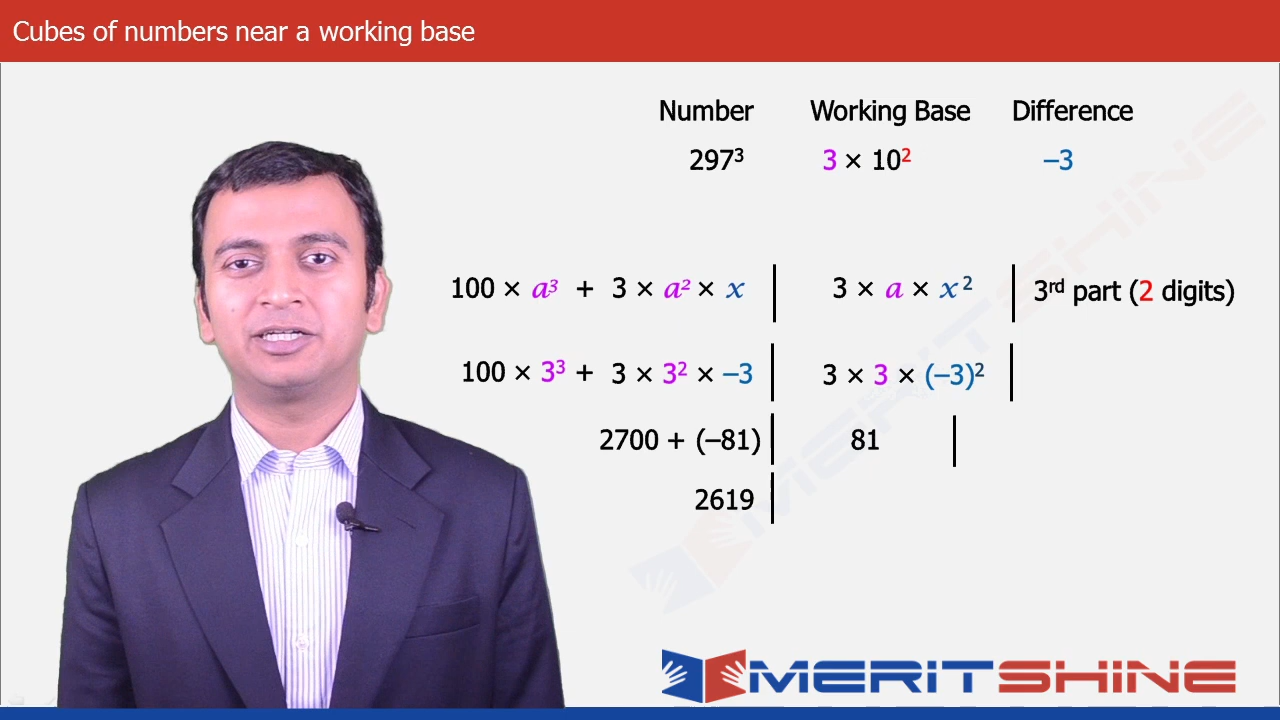 Cubes of numbers near a working base
Number Working Base Difference
297³ 3 × 10² –3
100 × a³ + 3 × a² × x | 3 × a × x² | 3rd part (2 digits)
100 × 3³ + 3 × 3² × –3 | 3 × 3 × (–3)² |
2700 + (–81) | 81 |
2619 |
MERITSHINE
MERITSHINE